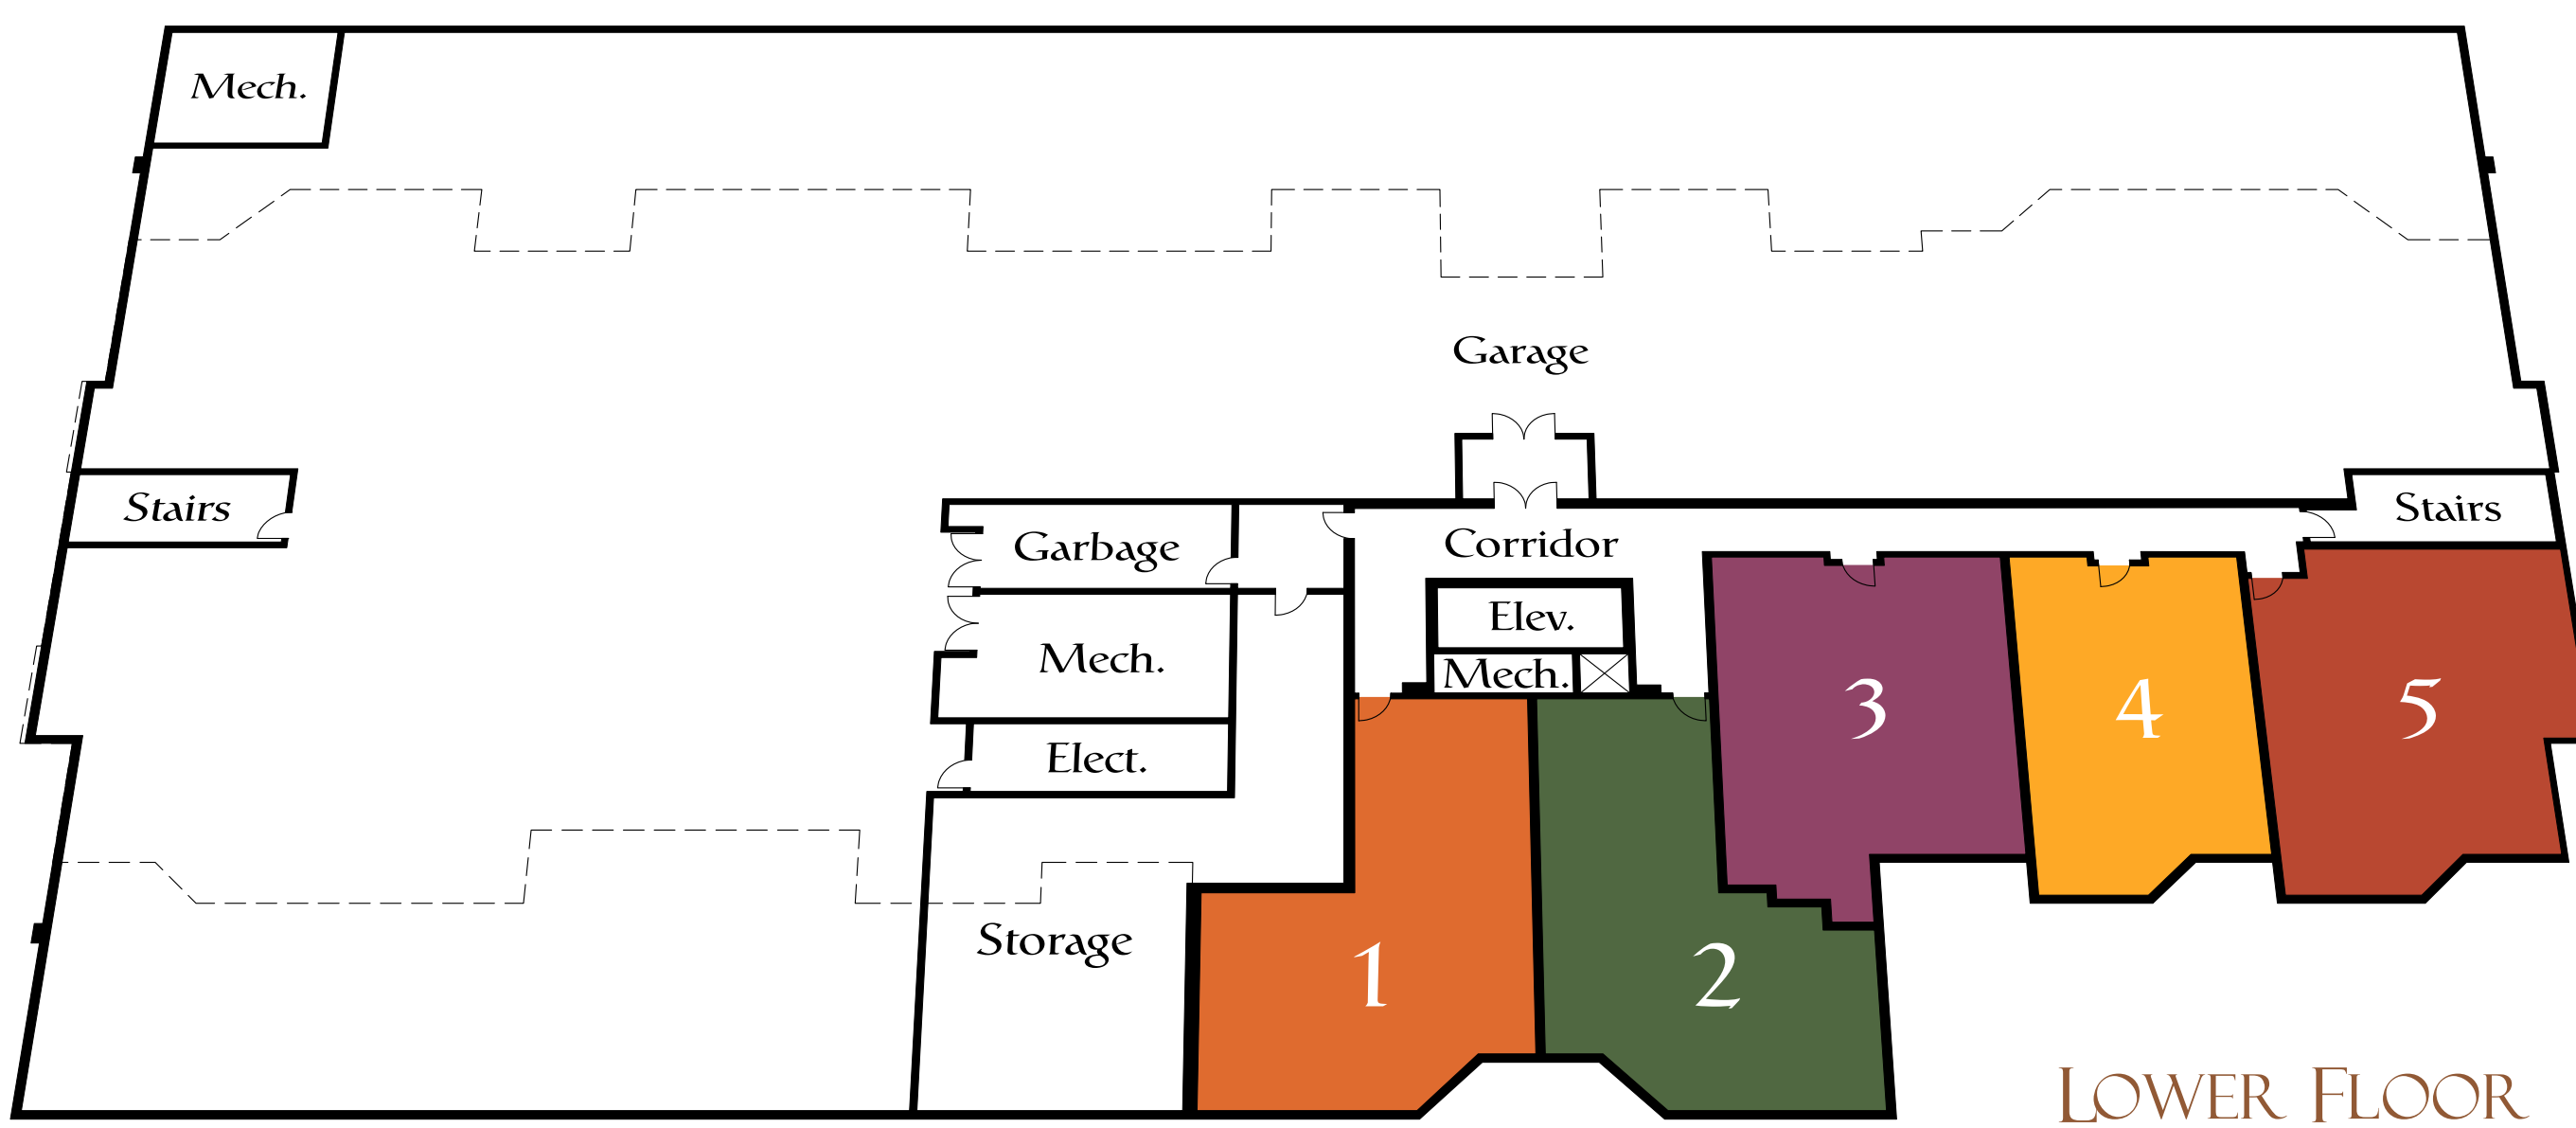 Mech.
Garage
Stairs
Stairs
Garbage
Corridor
Elev.
Mech.
Mech.
Elect.
3
4
5
Storage
1
2
LOWER FLOOR